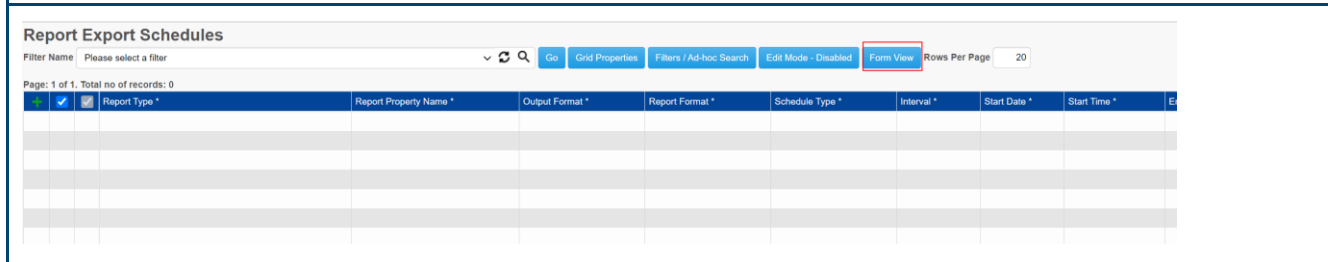 Report Export Schedules
Filter Name Please select a filter Go Grid Properties Filters / Ad-hoc Search Edit Mode - Disabled Form View Rows Per Page 20
Page: 1 of 1. Total no of records: 0
Report Type * Report Property Name * Output Format * Report Format * Schedule Type * Interval * Start Date * Start Time *